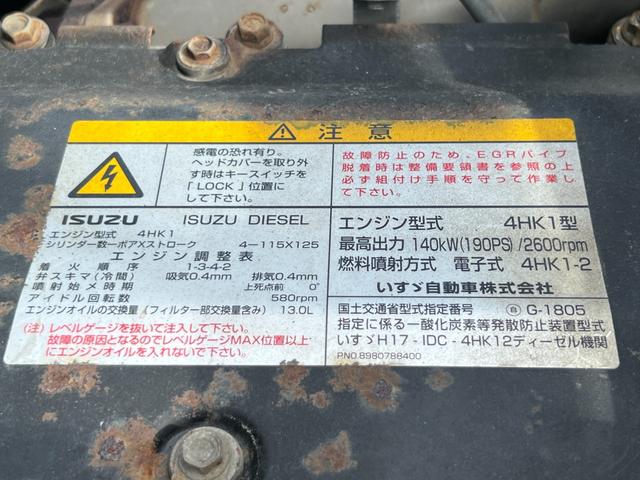 ⚠ 注意
感電の恐れ有り。
ヘッドカバーを取り外
す時はキースイッチを
「LOCK」位置に
して下さい。
故障防止のため、EGRパイプ
脱着時は整備要領書を参照の上
必ず組付け手順を守って作業し
て下さい。
ISUZU ISUZU DIESEL
エンジン型式 4HK1
シリンダー数ーボアXストローク 4-115X125
エンジン調整表
着火順序 1-3-4-2
弁スキマ(冷間) 吸気0.4mm 排気0.4mm
噴射始メ時期 上死点前 0°
アイドル回転数 580rpm
エンジンオイルの交換量(フィルター部交換量含み) 13.0L
(注)レベルゲージを抜いて注入して下さい。
故障の原因となるのでレベルゲージMAX位置以上
にエンジンオイルを入れないで下さい。
エンジン型式 4HK1型
最高出力 140kW(190PS)/2600rpm
燃料噴射方式 電子式 4HK1-2
いすゞ自動車株式会社
国土交通省型式指定番号 Ⓑ G-1805
指定に係る一酸化炭素等発散防止装置型式
いすゞH17-IDC-4HK12ディーゼル機関
P.NO.8980788400